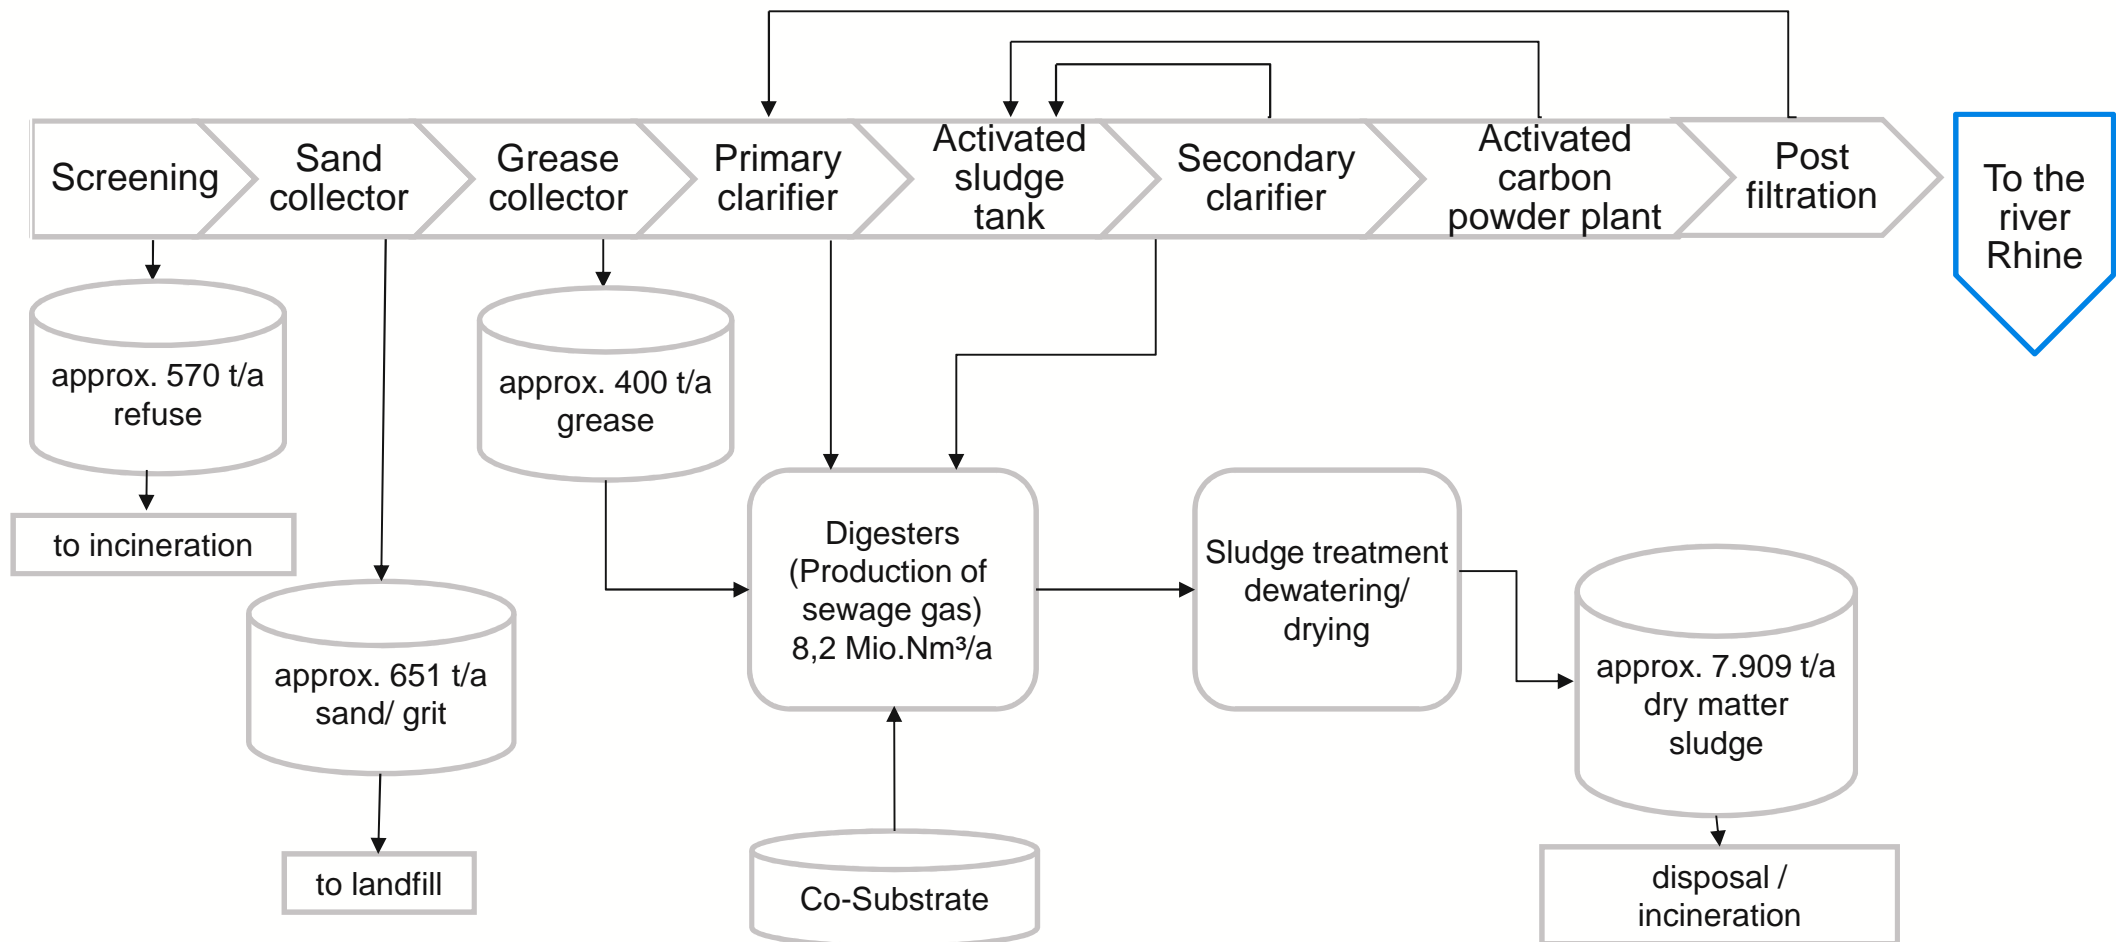 Screening
Sand
collector
Grease
collector
Primary
clarifier
Activated
sludge
tank
Secondary
clarifier
Activated
carbon
powder plant
Post
filtration
To the
river
Rhine
approx. 570 t/a
refuse
to incineration
approx. 651 t/a
sand/ grit
to landfill
approx. 400 t/a
grease
Digesters
(Production of
sewage gas)
8,2 Mio.Nm³/a
Co-Substrate
Sludge treatment
dewatering/
drying
approx. 7.909 t/a
dry matter
sludge
disposal /
incineration